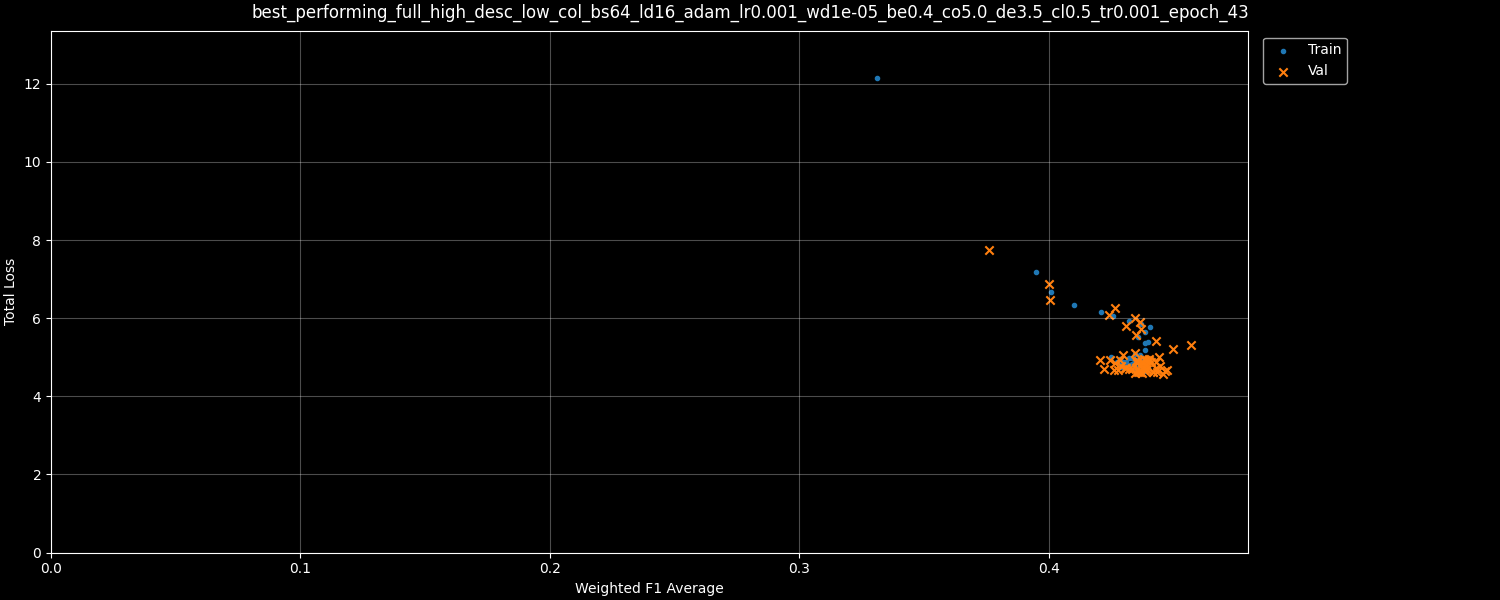 best_performing_full_high_desc_low_col_bs64_ld16_adam_lr0.001_wd1e-05_be0.4_co5.0_de3.5_cl0.5_tr0.001_epoch_43
Train
Val
12
10
8
6
4
2
0
Total Loss
0.0 0.1 0.2 0.3 0.4
Weighted F1 Average